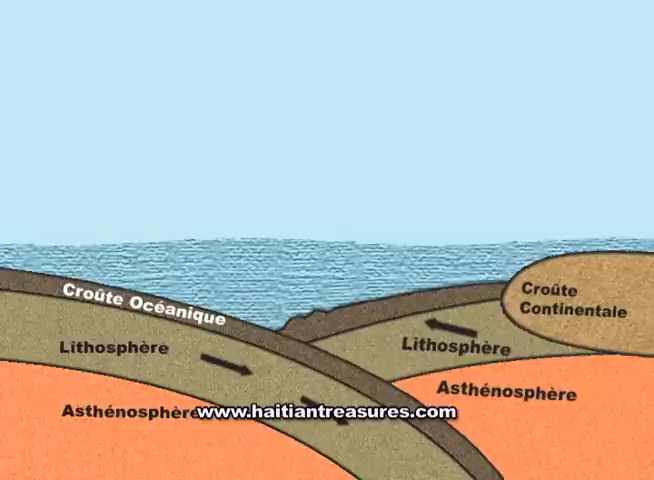 Croûte Océanique
Croûte
Continentale
Lithosphère
Lithosphère
Asthénosphère
Asthénosphère
www.haitiantreasures.com